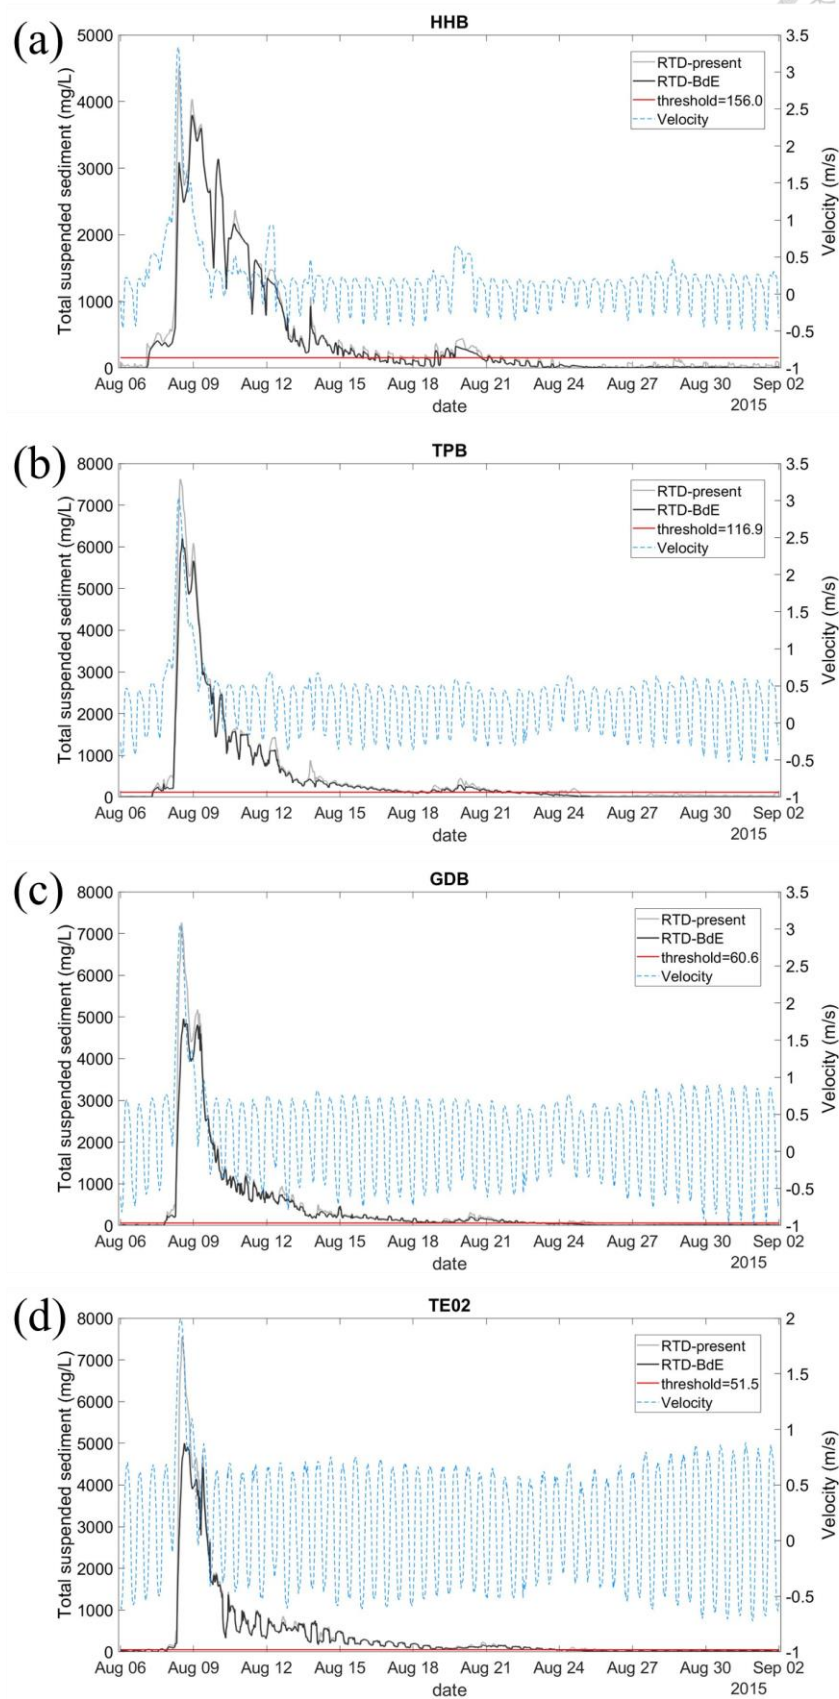 (a)
HHB
5000
4000
3000
2000
1000
0
Total suspended sediment (mg/L)
3.5
3
2.5
2
1.5
1
0.5
0
-0.5
-1
Velocity (m/s)
RTD-present
RTD-BdE
threshold=156.0
Velocity
Aug 06 Aug 09 Aug 12 Aug 15 Aug 18 Aug 21 Aug 24 Aug 27 Aug 30 Sep 02
date 2015
(b)
TPB
8000
7000
6000
5000
4000
3000
2000
1000
0
Total suspended sediment (mg/L)
3.5
3
2.5
2
1.5
1
0.5
0
-0.5
-1
Velocity (m/s)
RTD-present
RTD-BdE
threshold=116.9
Velocity
Aug 06 Aug 09 Aug 12 Aug 15 Aug 18 Aug 21 Aug 24 Aug 27 Aug 30 Sep 02
date 2015
(c)
GDB
8000
7000
6000
5000
4000
3000
2000
1000
0
Total suspended sediment (mg/L)
3.5
3
2.5
2
1.5
1
0.5
0
-0.5
-1
Velocity (m/s)
RTD-present
RTD-BdE
threshold=60.6
Velocity
Aug 06 Aug 09 Aug 12 Aug 15 Aug 18 Aug 21 Aug 24 Aug 27 Aug 30 Sep 02
date 2015
(d)
TE02
8000
7000
6000
5000
4000
3000
2000
1000
0
Total suspended sediment (mg/L)
2
1.5
1
0.5
0
-0.5
-1
Velocity (m/s)
RTD-present
RTD-BdE
threshold=51.5
Velocity
Aug 06 Aug 09 Aug 12 Aug 15 Aug 18 Aug 21 Aug 24 Aug 27 Aug 30 Sep 02
date 2015